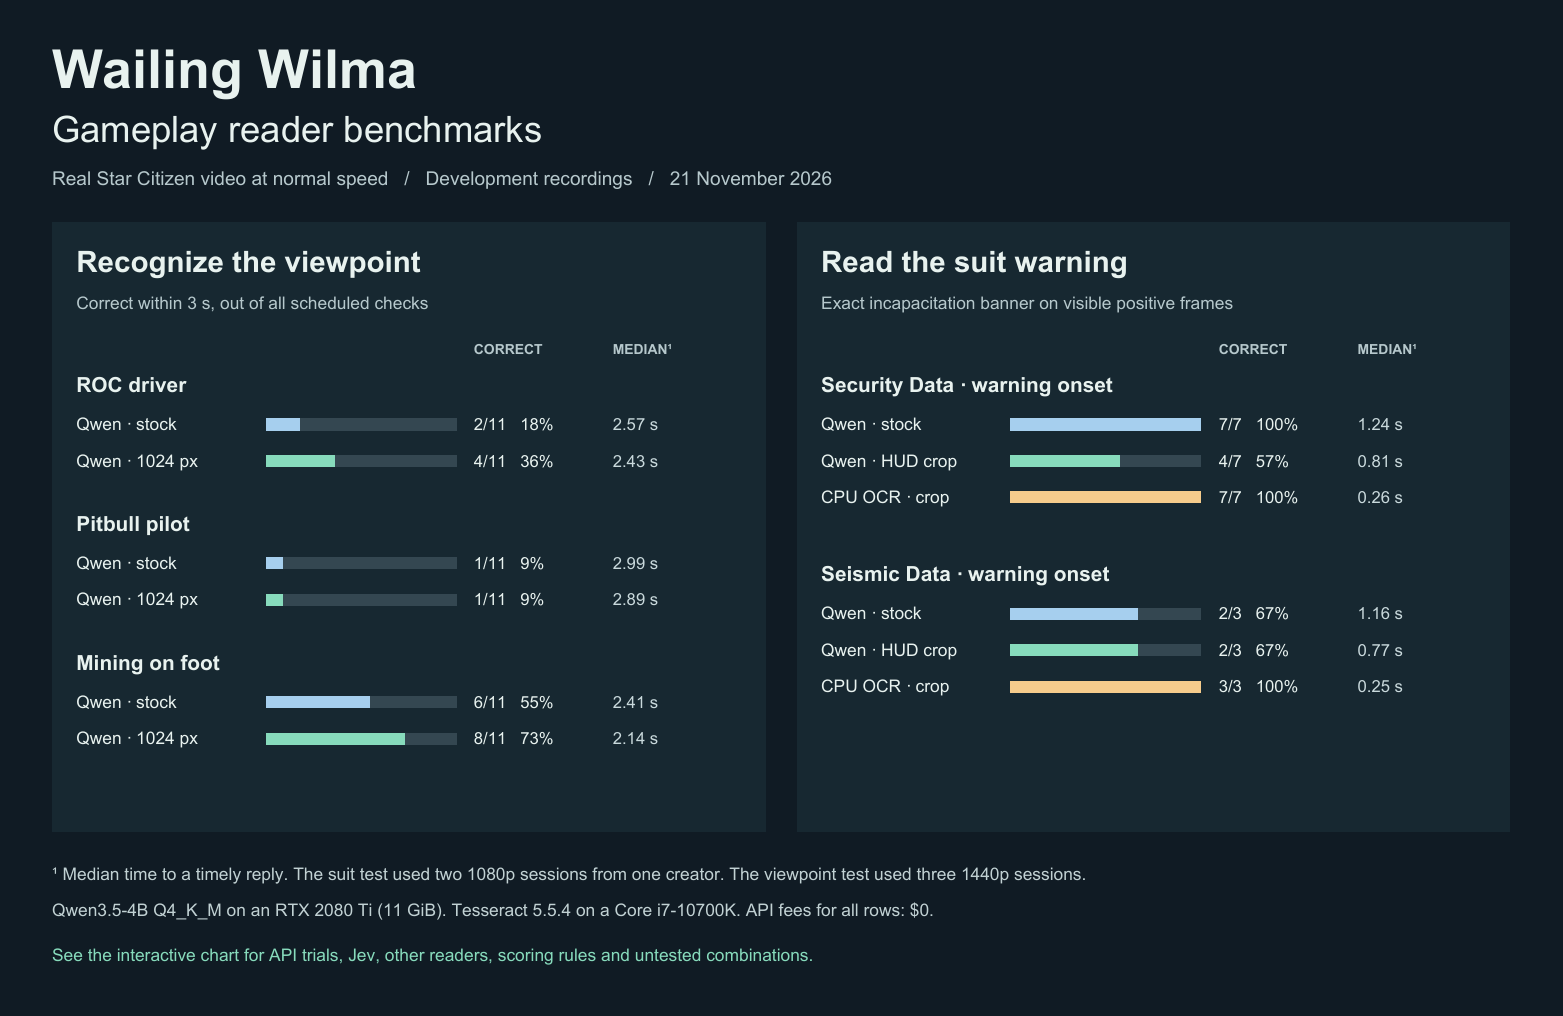 Wailing Wilma
Gameplay reader benchmarks
Real Star Citizen video at normal speed / Development recordings / 21 November 2026
Recognize the viewpoint
Correct within 3 s, out of all scheduled checks
CORRECT MEDIAN¹
ROC driver
Qwen · stock 2/11 18% 2.57 s
Qwen · 1024 px 4/11 36% 2.43 s
Pitbull pilot
Qwen · stock 1/11 9% 2.99 s
Qwen · 1024 px 1/11 9% 2.89 s
Mining on foot
Qwen · stock 6/11 55% 2.41 s
Qwen · 1024 px 8/11 73% 2.14 s
Read the suit warning
Exact incapacitation banner on visible positive frames
CORRECT MEDIAN¹
Security Data · warning onset
Qwen · stock 7/7 100% 1.24 s
Qwen · HUD crop 4/7 57% 0.81 s
CPU OCR · crop 7/7 100% 0.26 s
Seismic Data · warning onset
Qwen · stock 2/3 67% 1.16 s
Qwen · HUD crop 2/3 67% 0.77 s
CPU OCR · crop 3/3 100% 0.25 s
¹ Median time to a timely reply. The suit test used two 1080p sessions from one creator. The viewpoint test used three 1440p sessions.
Qwen3.5-4B Q4_K_M on an RTX 2080 Ti (11 GiB). Tesseract 5.5.4 on a Core i7-10700K. API fees for all rows: $0.
See the interactive chart for API trials, Jev, other readers, scoring rules and untested combinations.